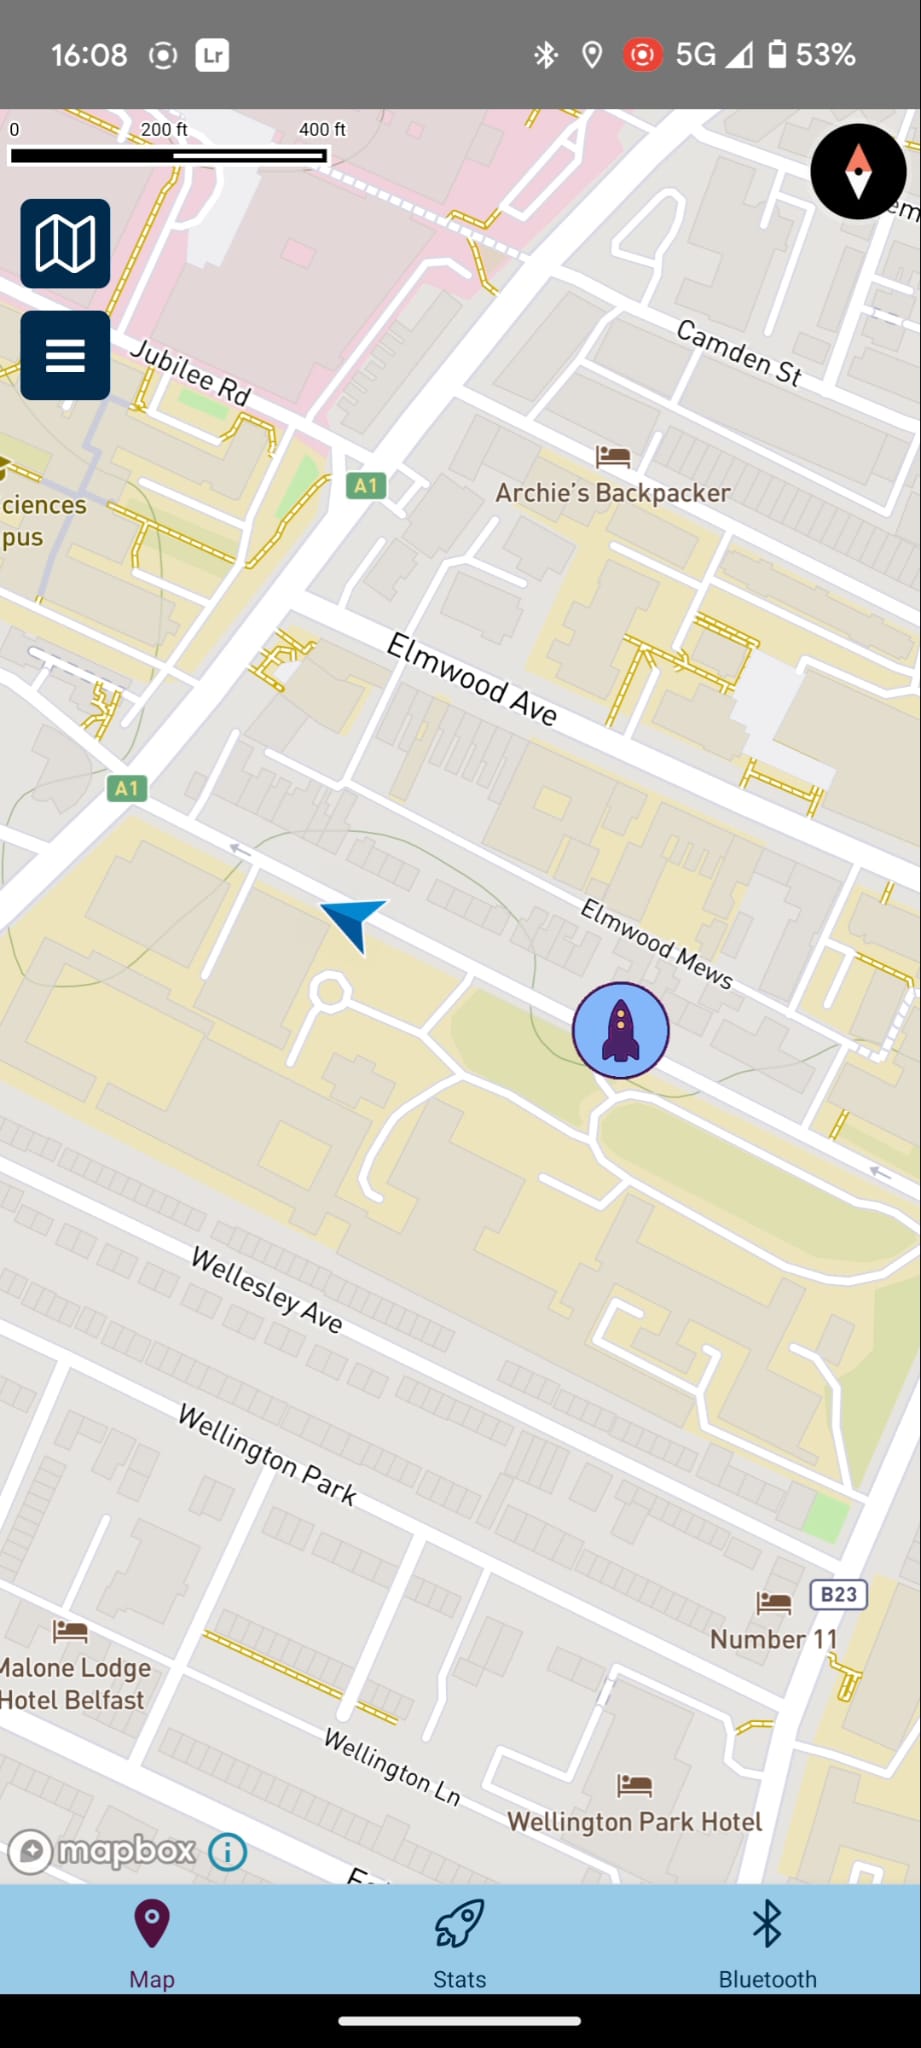 16:08 Lr 5G 53%
0 200 ft 400 ft
Jubilee Rd
Camden St
A1
Archie's Backpacker
ciences
pus
Elmwood Ave
A1
Elmwood Mews
Wellesley Ave
Wellington Park
B23
Number 11
Malone Lodge
Hotel Belfast
Wellington Ln
Wellington Park Hotel
mapbox i
Map Stats Bluetooth